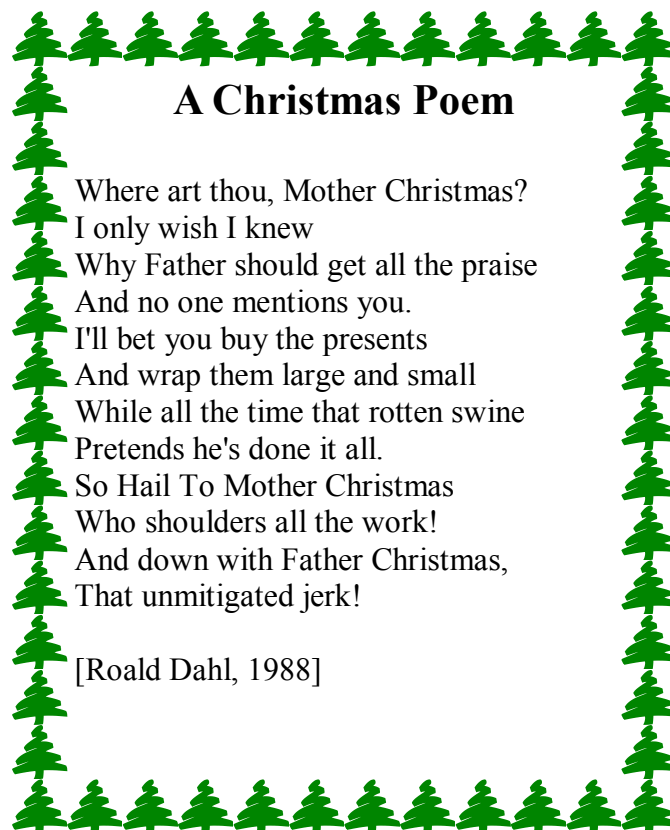 A Christmas Poem
Where art thou, Mother Christmas?
I only wish I knew
Why Father should get all the praise
And no one mentions you.
I'll bet you buy the presents
And wrap them large and small
While all the time that rotten swine
Pretends he's done it all.
So Hail To Mother Christmas
Who shoulders all the work!
And down with Father Christmas,
That unmitigated jerk!
[Roald Dahl, 1988]